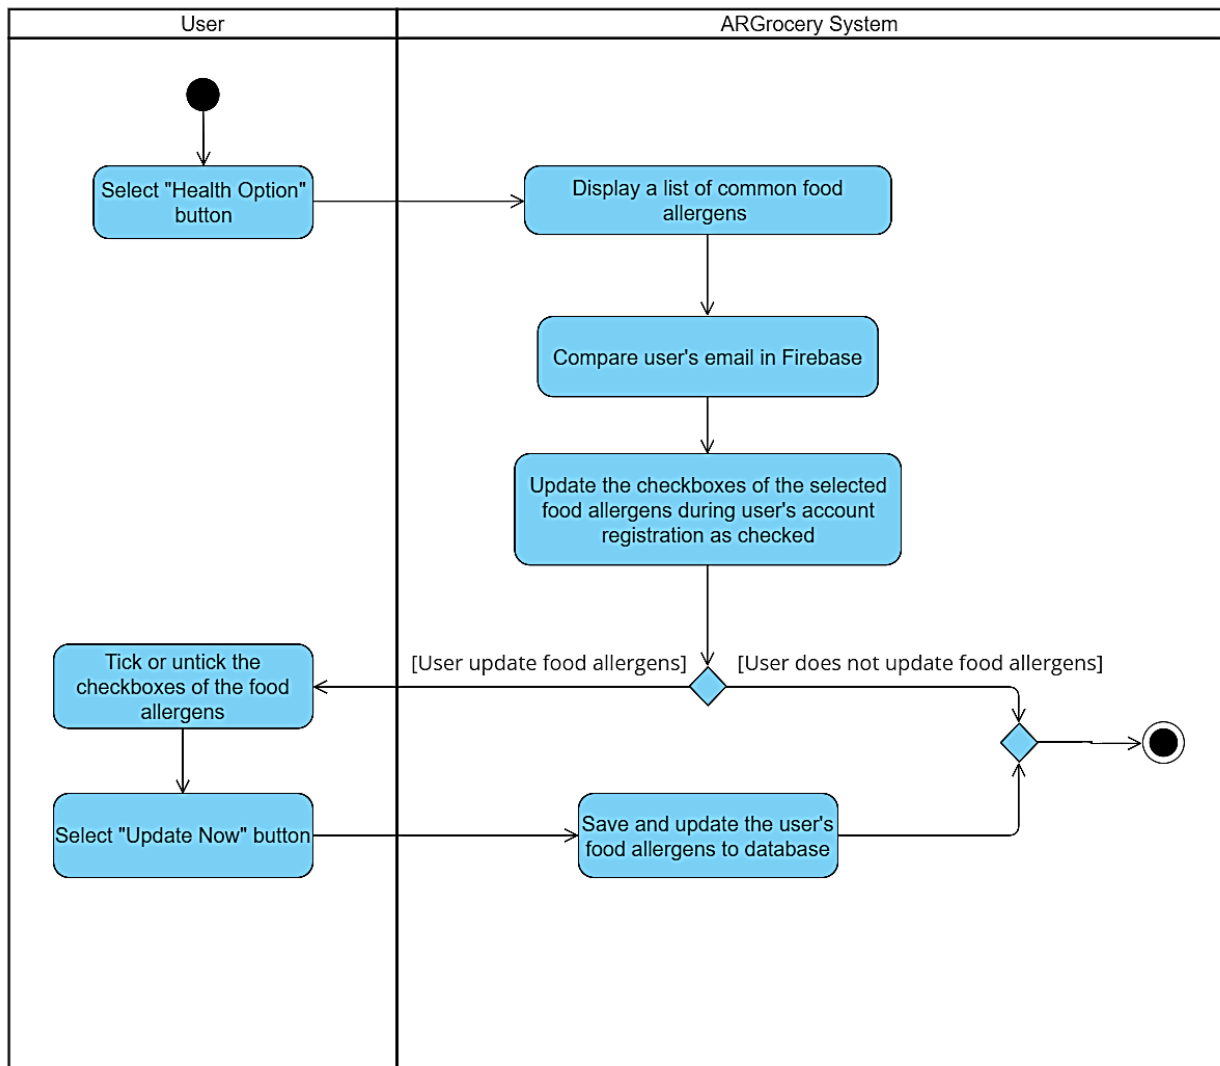 User
ARGrocery System
Select "Health Option"
button
Display a list of common food
allergens
Compare user's email in Firebase
Update the checkboxes of the selected
food allergens during user's account
registration as checked
[User update food allergens]
[User does not update food allergens]
Tick or untick the
checkboxes of the food
allergens
Select "Update Now" button
Save and update the user's
food allergens to database